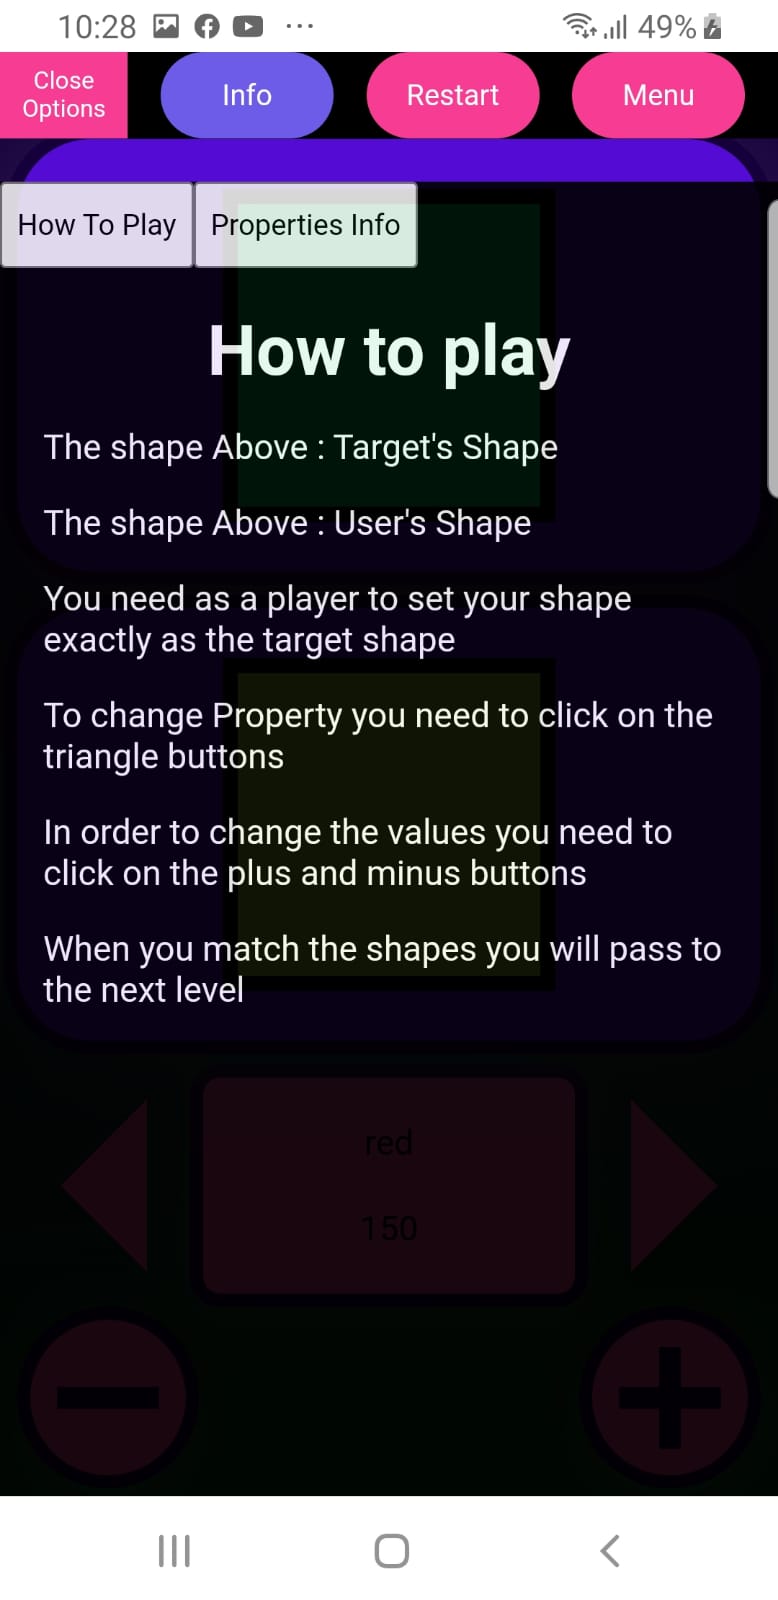 10:28 49%
Close
Options
Info
Restart
Menu
How To Play
Properties Info
How to play
The shape Above : Target's Shape
The shape Above : User's Shape
You need as a player to set your shape
exactly as the target shape
To change Property you need to click on the
triangle buttons
In order to change the values you need to
click on the plus and minus buttons
When you match the shapes you will pass to
the next level
red
150